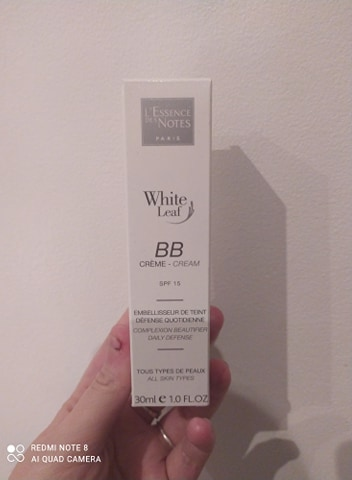 L'ESSENCE
DES NOTES
PARIS
White
Leaf
BB
CRÈME - CREAM
SPF 15
EMBELLISSEUR DE TEINT
DÉFENSE QUOTIDIENNE
COMPLEXION BEAUTIFIER
DAILY DEFENSE
TOUS TYPES DE PEAUX
ALL SKIN TYPES
30ml ℮ 1.0 FL.OZ
REDMI NOTE 8
AI QUAD CAMERA